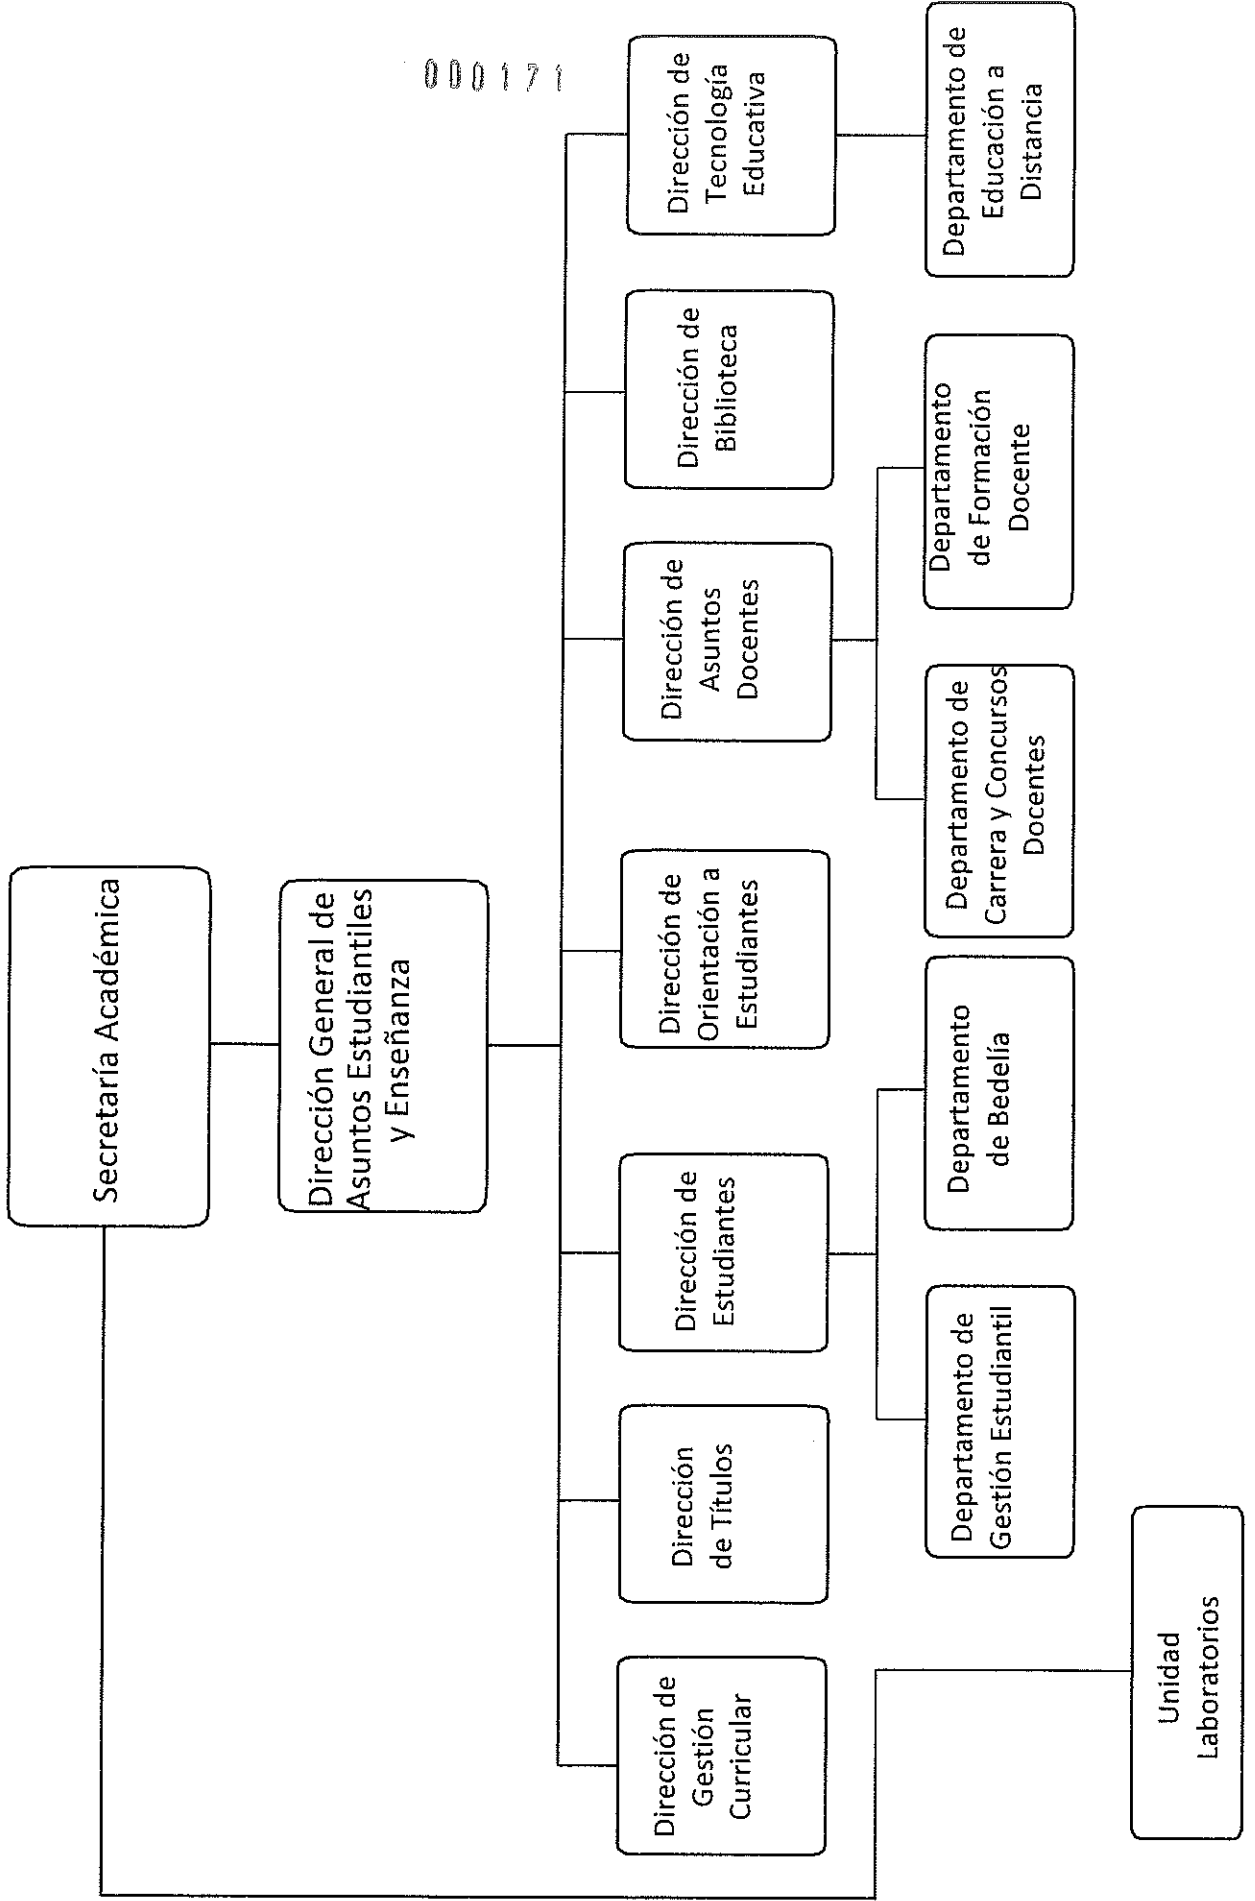 000171
Secretaría Académica
Dirección General de
Asuntos Estudiantiles
y Enseñanza
Dirección de
Gestión
Curricular
Dirección
de Títulos
Dirección de
Estudiantes
Dirección de
Orientación a
Estudiantes
Dirección de
Asuntos
Docentes
Dirección de
Biblioteca
Dirección de
Tecnología
Educativa
Departamento de
Gestión Estudiantil
Departamento
de Bedelía
Departamento de
Carrera y Concursos
Docentes
Departamento
de Formación
Docente
Departamento de
Educación a
Distancia
Unidad
Laboratorios